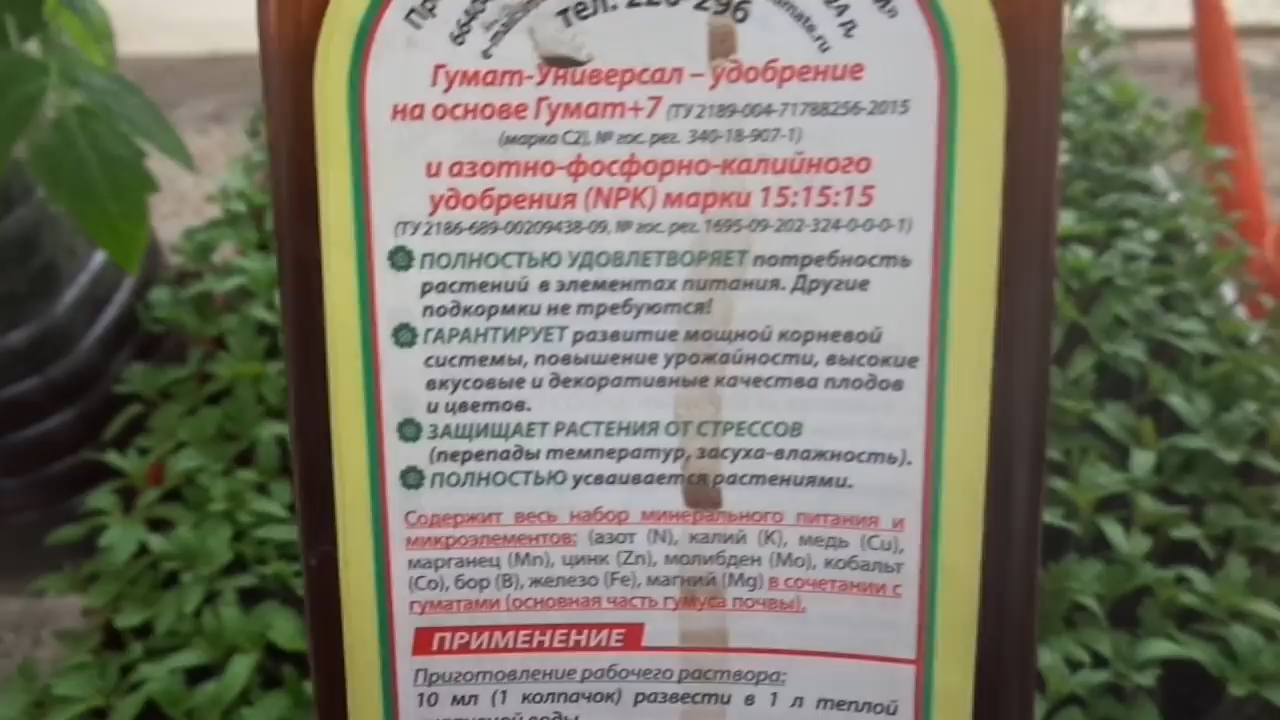 тел. 226-296
Гумат-Универсал – удобрение
на основе Гумат+7 (ТУ 2189-004-71788256-2015
(марка С2), № гос. рег. 340-18-907-1)
и азотно-фосфорно-калийного
удобрения (NPK) марки 15:15:15
(ТУ 2186-689-00209438-09, № гос. рег. 1695-09-202-324-0-0-0-1)
ПОЛНОСТЬЮ УДОВЛЕТВОРЯЕТ потребность
растений в элементах питания. Другие
подкормки не требуются!
ГАРАНТИРУЕТ развитие мощной корневой
системы, повышение урожайности, высокие
вкусовые и декоративные качества плодов
и цветов.
ЗАЩИЩАЕТ РАСТЕНИЯ ОТ СТРЕССОВ
(перепады температур, засуха-влажность).
ПОЛНОСТЬЮ усваивается растениями.
Содержит весь набор минерального питания и
микроэлементов: (азот (N), калий (K), медь (Cu),
марганец (Mn), цинк (Zn), молибден (Mo), кобальт
(Co), бор (B), железо (Fe), магний (Mg) в сочетании с
гуматами (основная часть гумуса почвы).
ПРИМЕНЕНИЕ
Приготовление рабочего раствора:
10 мл (1 колпачок) развести в 1 л теплой